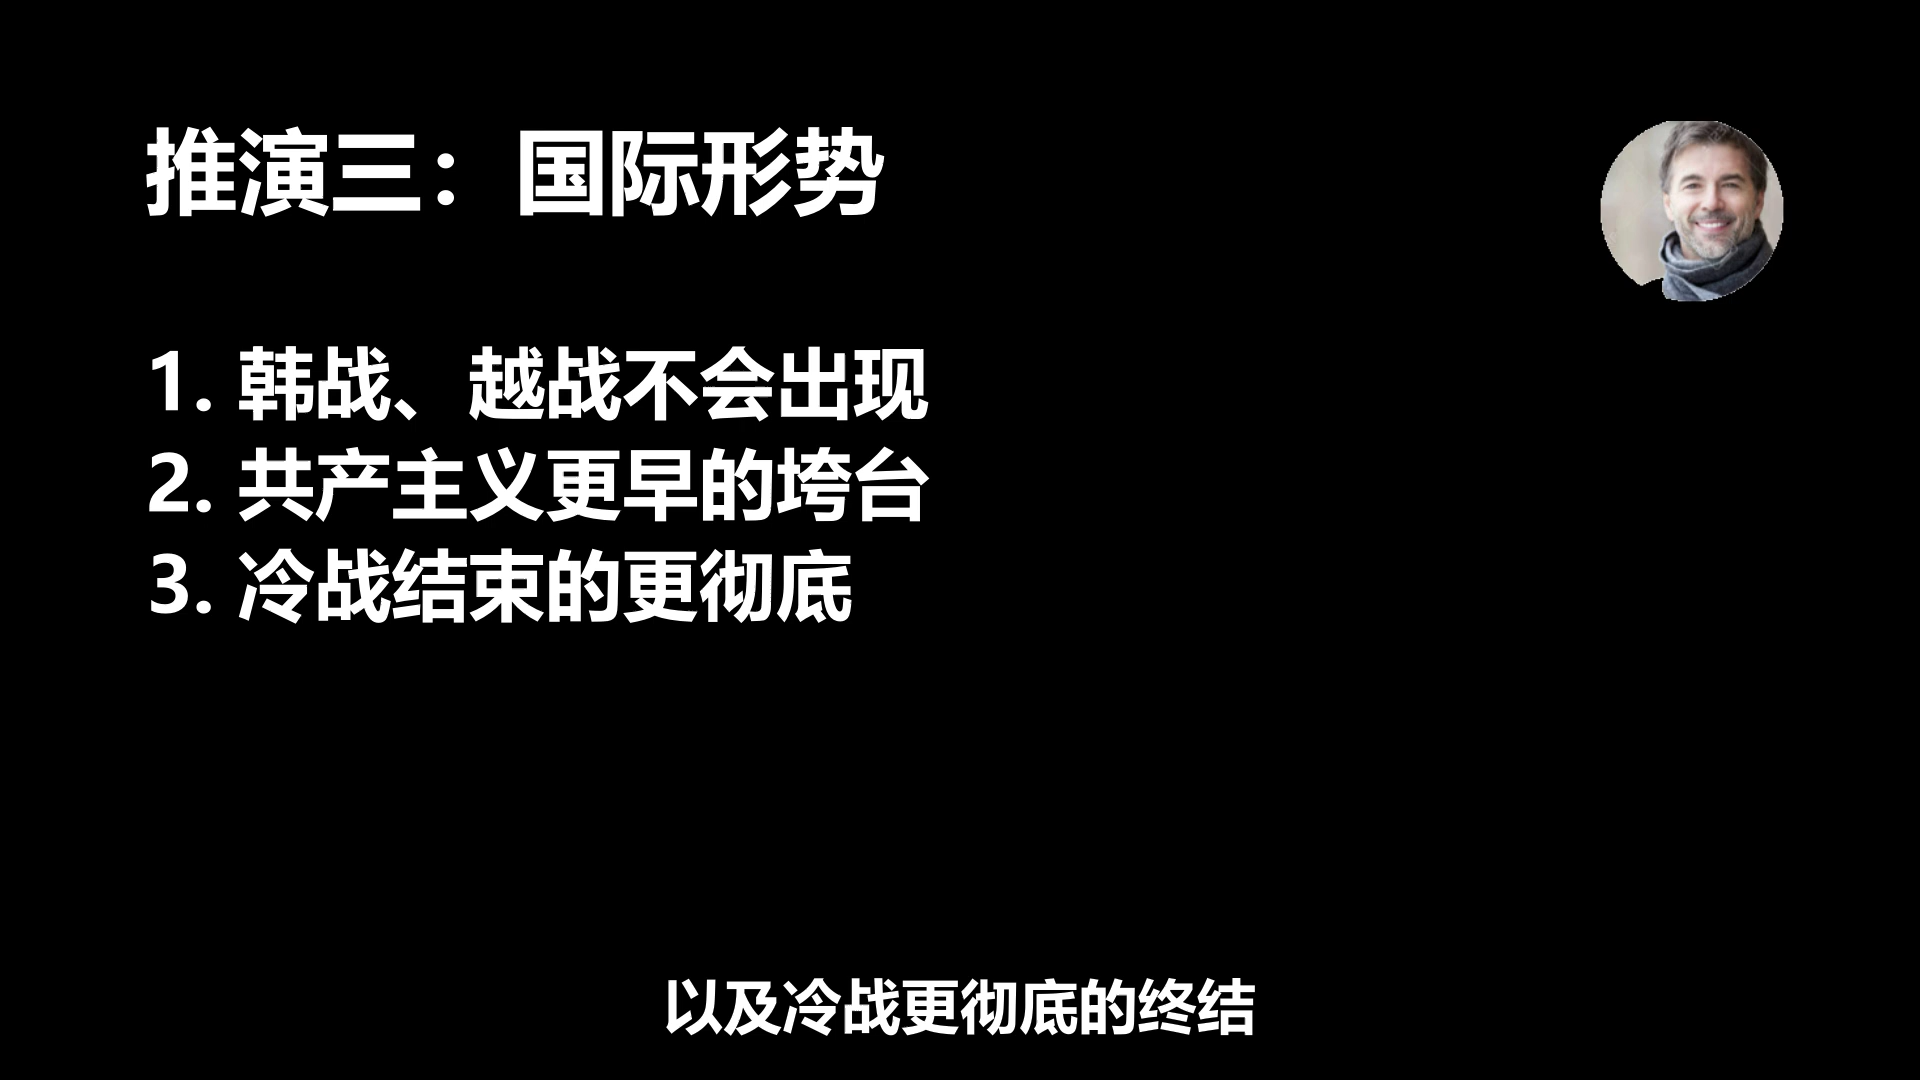 推演三：国际形势
1. 韩战、越战不会出现
2. 共产主义更早的垮台
3. 冷战结束的更彻底
以及冷战更彻底的终结